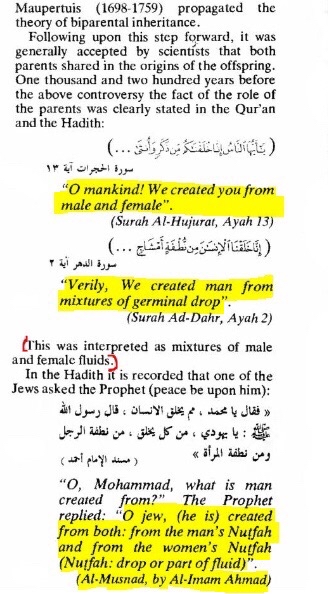 Maupertuis (1698-1759) propagated the
theory of biparental inheritance.
Following upon this step forward, it was
generally accepted by scientists that both
parents shared in the origins of the offspring.
One thousand and two hundred years before
the above controversy the fact of the role of
the parents was clearly stated in the Qur'an
and the Hadith:
( يَٰٓأَيُّهَا ٱلنَّاسُ إِنَّا خَلَقْنَٰكُم مِّن ذَكَرٍ وَأُنثَىٰ ... )
سورة الحجرات آية ١٣
"O mankind! We created you from
male and female".
(Surah Al-Hujurat, Ayah 13)
( إِنَّا خَلَقْنَا ٱلْإِنسَٰنَ مِن نُّطْفَةٍ أَمْشَاجٍ ... )
سورة الدهر آية ٢
"Verily, We created man from
mixtures of germinal drop".
(Surah Ad-Dahr, Ayah 2)
(This was interpreted as mixtures of male
and female fluids.)
In the Hadith it is recorded that one of the
Jews asked the Prophet (peace be upon him):
« فقال يا محمد ، مم يخلق الانسان ، قال رسول الله
ﷺ : يا يهودي ، من كل يخلق ، من نطفة الرجل
ومن نطفة المرأة » ( مسند الإمام أحمد )
"O, Mohammad, what is man
created from?" The Prophet
replied: "O jew, (he is) created
from both: from the man's Nuṭfah
and from the women's Nuṭfah
(Nuṭfah: drop or part of fluid)".
(Al-Musnad, by Al-Imam Ahmad)